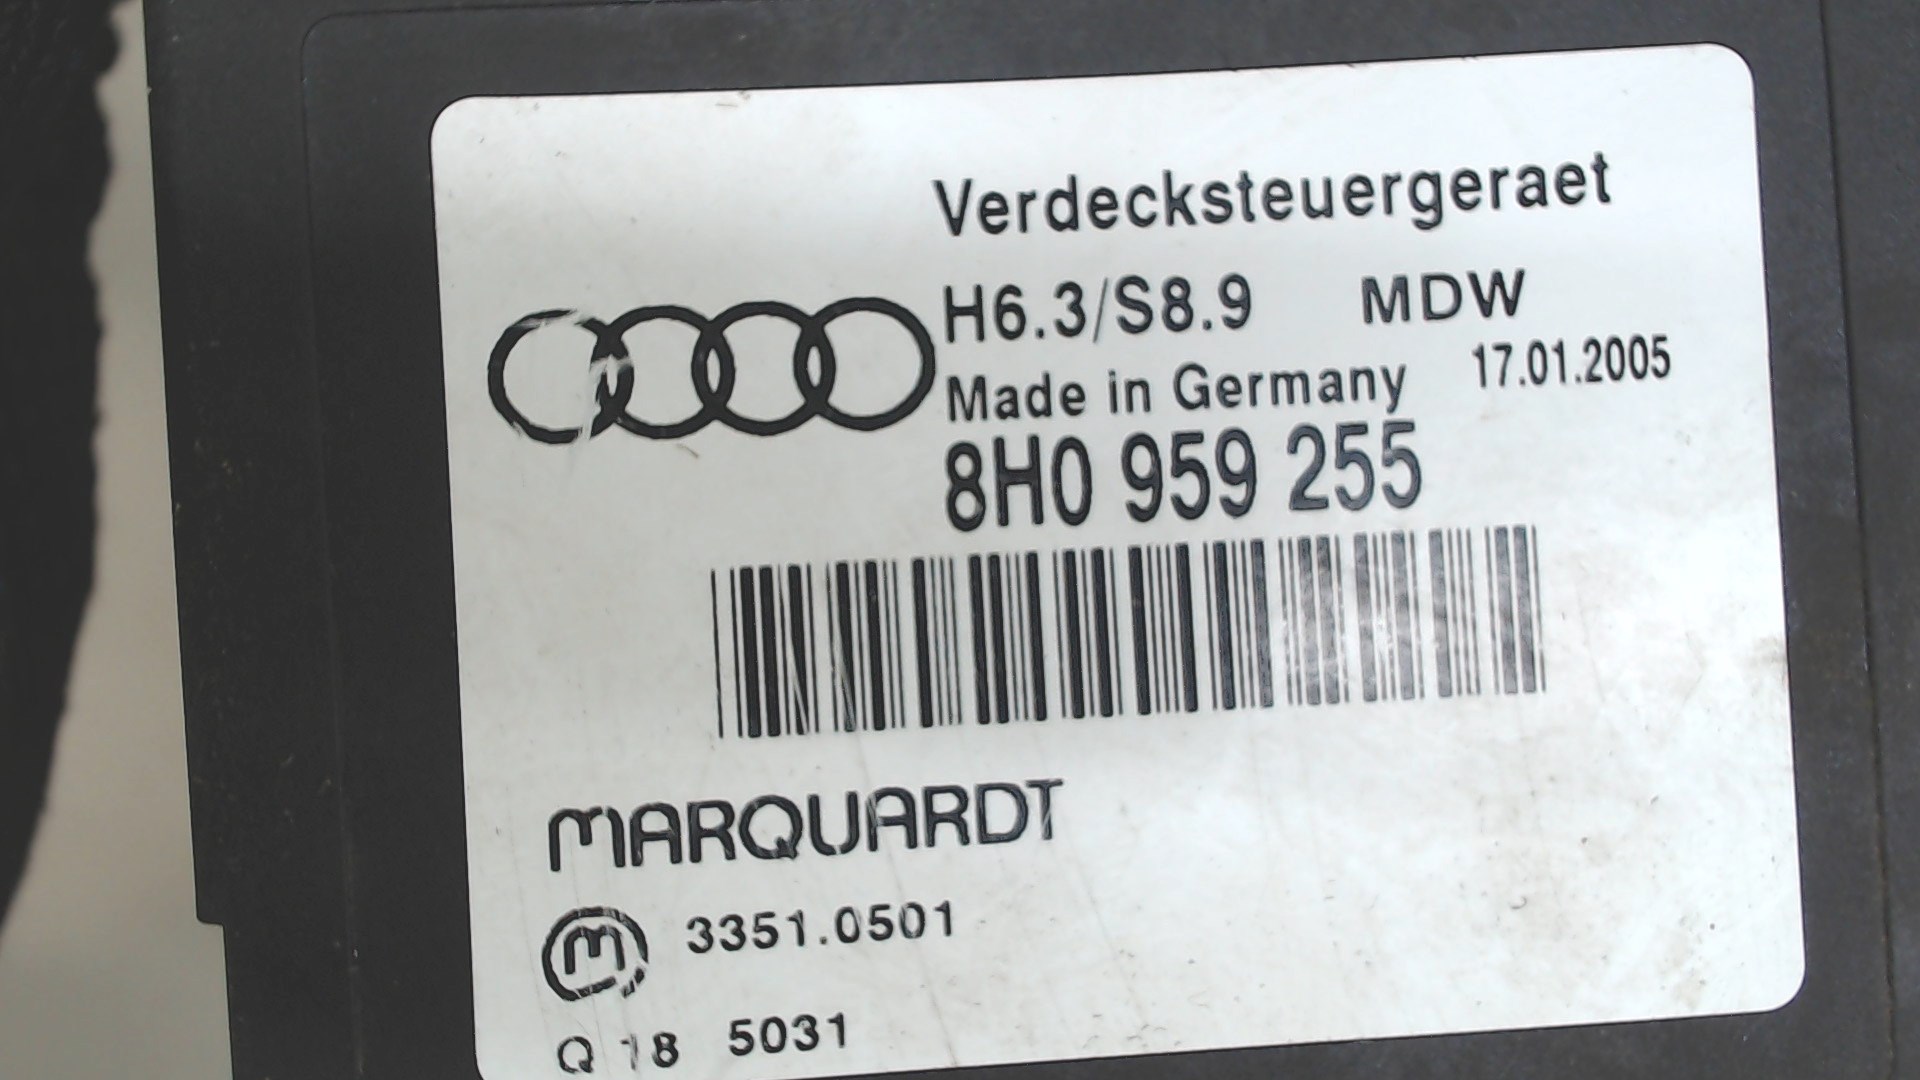 Verdecksteuergeraet
H6.3/S8.9 MDW
Made in Germany 17.01.2005
8H0 959 255
MARQUARDT
m 3351.0501
Q 18 5031